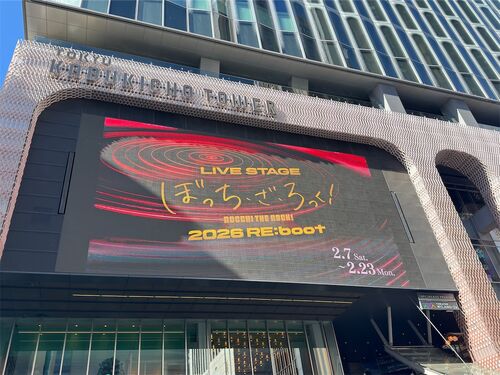 TOKYU
KABUKICHO TOWER
LIVE STAGE
ぼっち・ざ・ろっく!
BOCCHI THE ROCK!
2026 RE:boot
2.7 Sat.
~2.23 Mon.